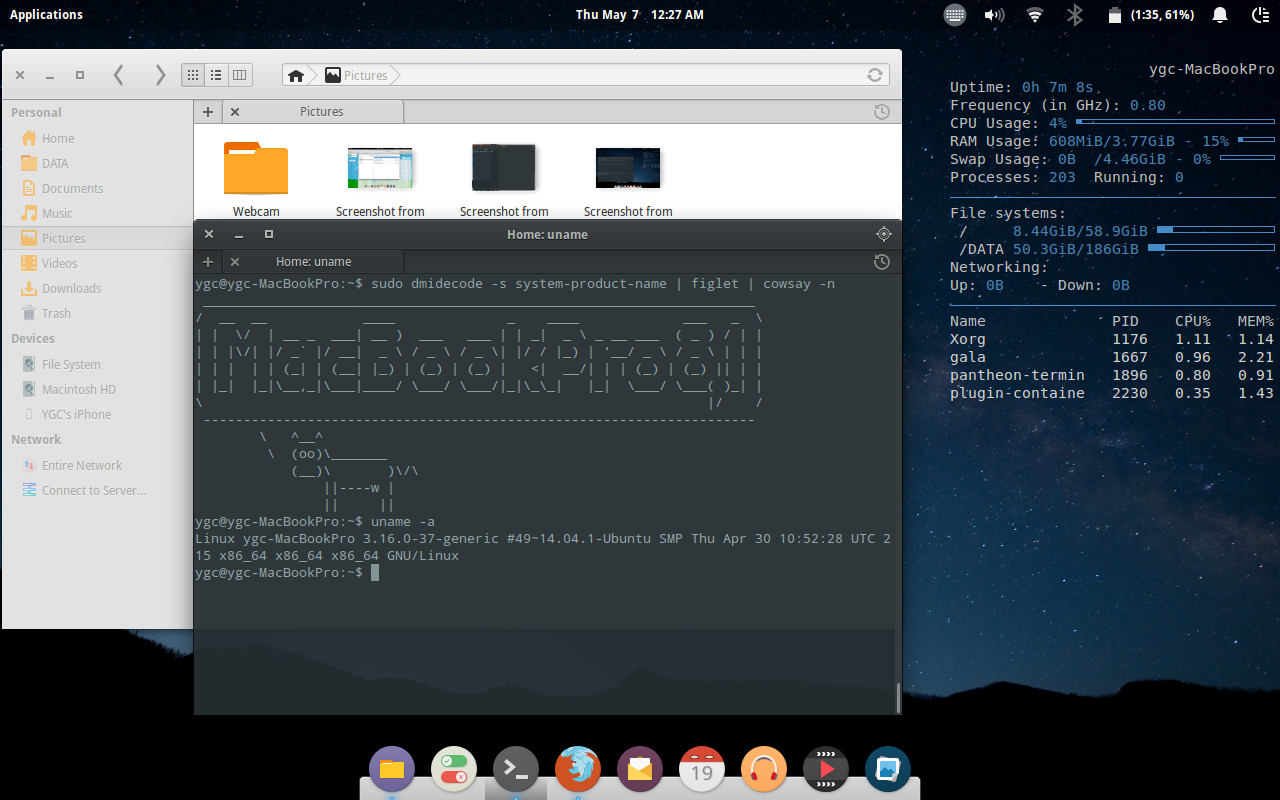 Applications
Thu May 7 12:27 AM
(1:35, 61%)
Pictures
Personal
Home
DATA
Documents
Music
Pictures
Videos
Downloads
Trash
Devices
File System
Macintosh HD
YGC's iPhone
Network
Entire Network
Connect to Server...
Pictures
Webcam
Screenshot from
Screenshot from
Screenshot from
Home: uname
Home: uname
ygc@ygc-MacBookPro:~$ sudo dmidecode -s system-product-name | figlet | cowsay -n
MacBookPro8,1
ygc@ygc-MacBookPro:~$ uname -a
Linux ygc-MacBookPro 3.16.0-37-generic #49~14.04.1-Ubuntu SMP Thu Apr 30 10:52:28 UTC 2
15 x86_64 x86_64 x86_64 GNU/Linux
ygc@ygc-MacBookPro:~$
ygc-MacBookPro
Uptime: 0h 7m 8s
Frequency (in GHz): 0.80
CPU Usage: 4%
RAM Usage: 608MiB/3.77GiB - 15%
Swap Usage: 0B /4.46GiB - 0%
Processes: 203 Running: 0
File systems:
/ 8.44GiB/58.9GiB
/DATA 50.3GiB/186GiB
Networking:
Up: 0B - Down: 0B
Name PID CPU% MEM%
Xorg 1176 1.11 1.14
gala 1667 0.96 2.21
pantheon-termin 1896 0.80 0.91
plugin-containe 2230 0.35 1.43
19